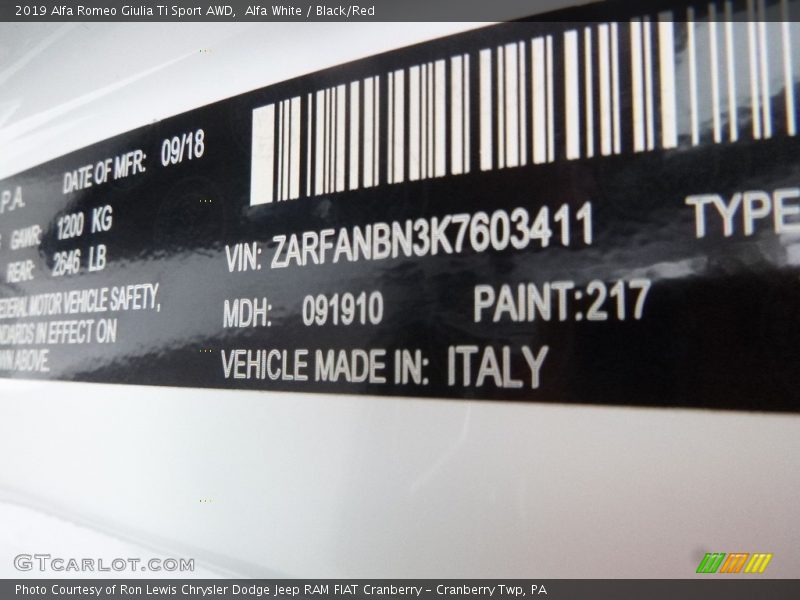 2019 Alfa Romeo Giulia Ti Sport AWD,  Alfa White / Black/Red
P.A. DATE OF MFR: 09/18
GAWR: 1200 KG
REAR: 2646 LB
FEDERAL MOTOR VEHICLE SAFETY,
IN EFFECT ON
ABOVE.
VIN: ZARFANBN3K7603411 TYPE
MDH: 091910 PAINT:217
VEHICLE MADE IN: ITALY
GTCARLOT.COM
Photo Courtesy of Ron Lewis Chrysler Dodge Jeep RAM FIAT Cranberry – Cranberry Twp, PA